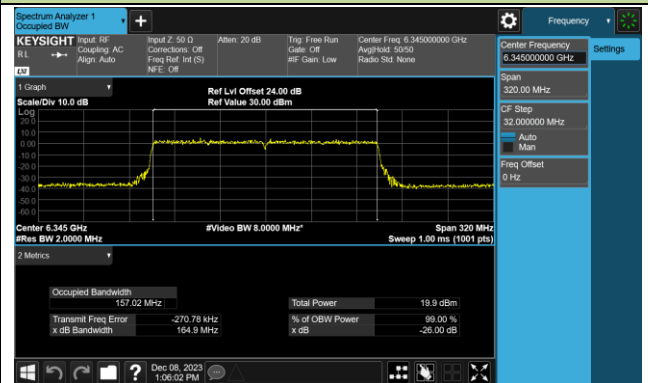 Spectrum Analyzer 1
Occupied BW
Frequency
KEYSIGHT
RL
Input: RF
Coupling: AC
Align: Auto
Input Z: 50 Ω
Corrections: Off
Freq Ref: Int (S)
NFE: Off
Atten: 20 dB
Trig: Free Run
Gate: Off
#IF Gain: Low
Center Freq: 6.345000000 GHz
Avg|Hold: 50/50
Radio Std: None
Center Frequency
6.345000000 GHz
Settings
Span
320.00 MHz
CF Step
32.000000 MHz
Auto
Man
Freq Offset
0 Hz
1 Graph
Scale/Div 10.0 dB
Ref Lvl Offset 24.00 dB
Ref Value 30.00 dBm
Log
20.0
10.0
0.00
-10.0
-20.0
-30.0
-40.0
-50.0
-60.0
Center 6.345 GHz
#Video BW 8.0000 MHz*
Span 320 MHz
#Res BW 2.0000 MHz
Sweep 1.00 ms (1001 pts)
2 Metrics
Occupied Bandwidth
157.02 MHz
Total Power
19.9 dBm
Transmit Freq Error
-270.78 kHz
% of OBW Power
99.00 %
x dB Bandwidth
164.9 MHz
x dB
-26.00 dB
?
Dec 08, 2023
1:06:02 PM